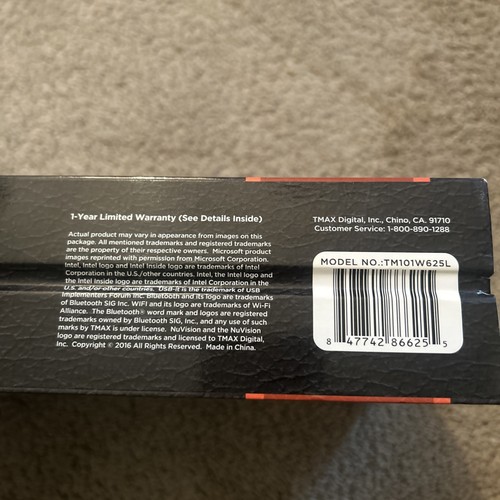 1-Year Limited Warranty (See Details Inside)
Actual product may vary in appearance from images on this
package. All mentioned trademarks and registered trademarks
are the property of their respective owners. Microsoft product
images reprinted with permission from Microsoft Corporation.
Intel, Intel logo and Intel Inside logo are trademarks of Intel
Corporation in the U.S./other countries. Intel, the Intel logo and
the Intel Inside logo are trademarks of Intel Corporation in the
U.S. and/or other countries. USB-it is the trademark of USB
Implementers Forum Inc. Bluetooth and its logo are trademarks
of Bluetooth SIG Inc. WIFI and its logo are trademarks of Wi-Fi
Alliance. The Bluetooth® word mark and logos are registered
trademarks owned by Bluetooth SIG, Inc., and any use of such
marks by TMAX is under license. NuVision and the NuVision
logo are registered trademarks and licensed to TMAX Digital,
Inc. Copyright © 2016 All Rights Reserved. Made in China.
TMAX Digital, Inc., Chino, CA. 91710
Customer Service: 1-800-890-1288
MODEL NO.:TM101W625L
8 47742 86625 5